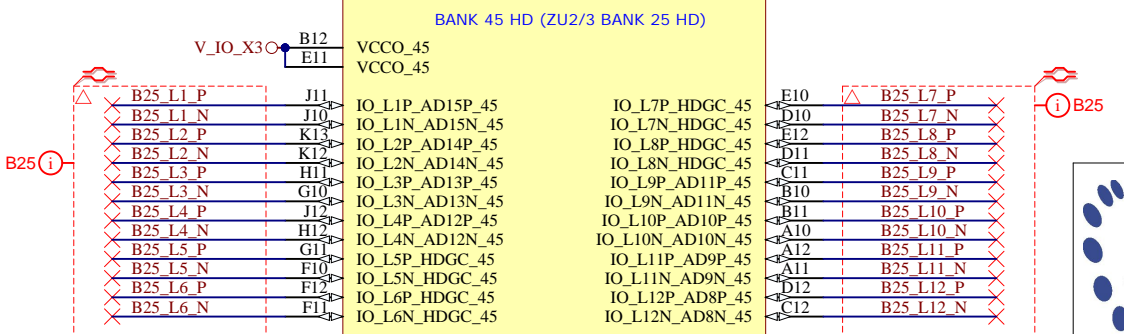 BANK 45 HD (ZU2/3 BANK 25 HD)
V_IO_X3 B12 VCCO_45
E11 VCCO_45
B25_L1_P J11 IO_L1P_AD15P_45 IO_L7P_HDGC_45 E10 B25_L7_P
B25_L1_N J10 IO_L1N_AD15N_45 IO_L7N_HDGC_45 D10 B25_L7_N
B25_L2_P K13 IO_L2P_AD14P_45 IO_L8P_HDGC_45 E12 B25_L8_P
B25_L2_N K12 IO_L2N_AD14N_45 IO_L8N_HDGC_45 D11 B25_L8_N
B25_L3_P H11 IO_L3P_AD13P_45 IO_L9P_AD11P_45 C11 B25_L9_P
B25_L3_N G10 IO_L3N_AD13N_45 IO_L9N_AD11N_45 B10 B25_L9_N
B25_L4_P J12 IO_L4P_AD12P_45 IO_L10P_AD10P_45 B11 B25_L10_P
B25_L4_N H12 IO_L4N_AD12N_45 IO_L10N_AD10N_45 A10 B25_L10_N
B25_L5_P G11 IO_L5P_HDGC_45 IO_L11P_AD9P_45 A12 B25_L11_P
B25_L5_N F10 IO_L5N_HDGC_45 IO_L11N_AD9N_45 A11 B25_L11_N
B25_L6_P F12 IO_L6P_HDGC_45 IO_L12P_AD8P_45 D12 B25_L12_P
B25_L6_N F11 IO_L6N_HDGC_45 IO_L12N_AD8N_45 C12 B25_L12_N
B25 i
i B25